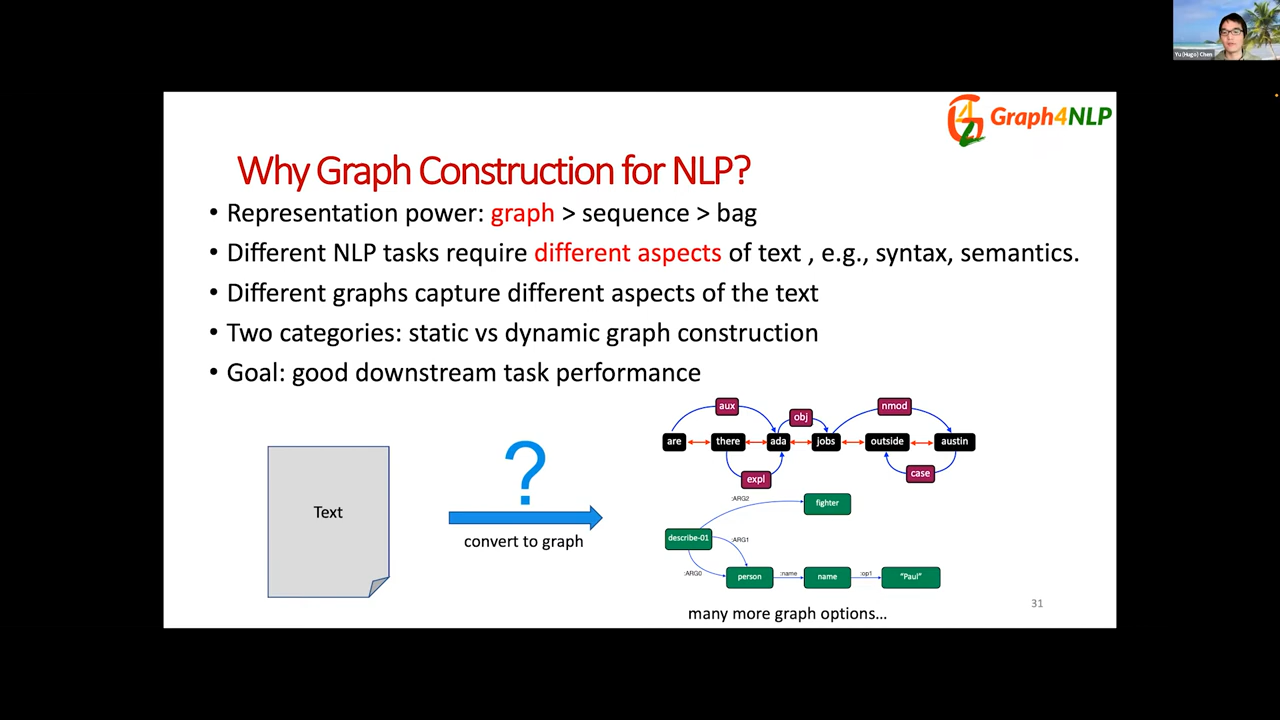 Yu (Hugo) Chen
Graph4NLP
Why Graph Construction for NLP?
• Representation power: graph > sequence > bag
• Different NLP tasks require different aspects of text , e.g., syntax, semantics.
• Different graphs capture different aspects of the text
• Two categories: static vs dynamic graph construction
• Goal: good downstream task performance
aux
obj
nmod
are there ada jobs outside austin
expl
case
Text
?
convert to graph
:ARG2
fighter
describe-01
:ARG1
:ARG0
person :name name :op1 "Paul"
many more graph options...
31